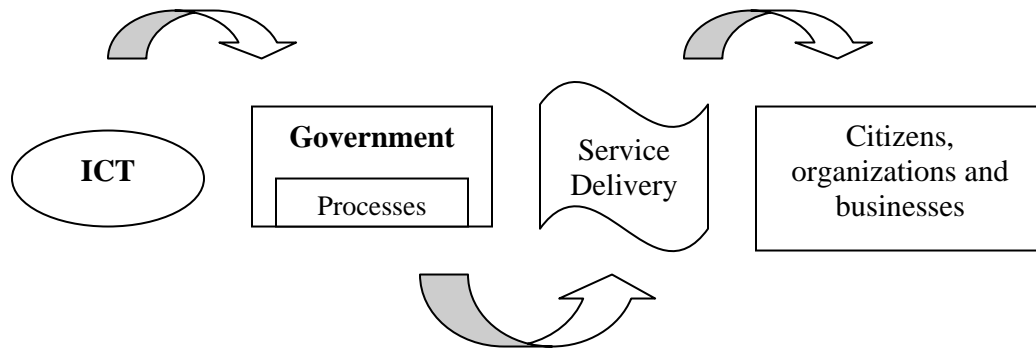 ICT
Government
Processes
Service
Delivery
Citizens,
organizations and
businesses